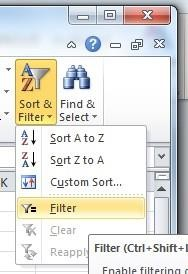 Sort & Find &
Filter Select
Sort A to Z
Sort Z to A
Custom Sort...
K
Filter
Clear
Reapply
Filter (Ctrl+Shift+L
Enable filtering